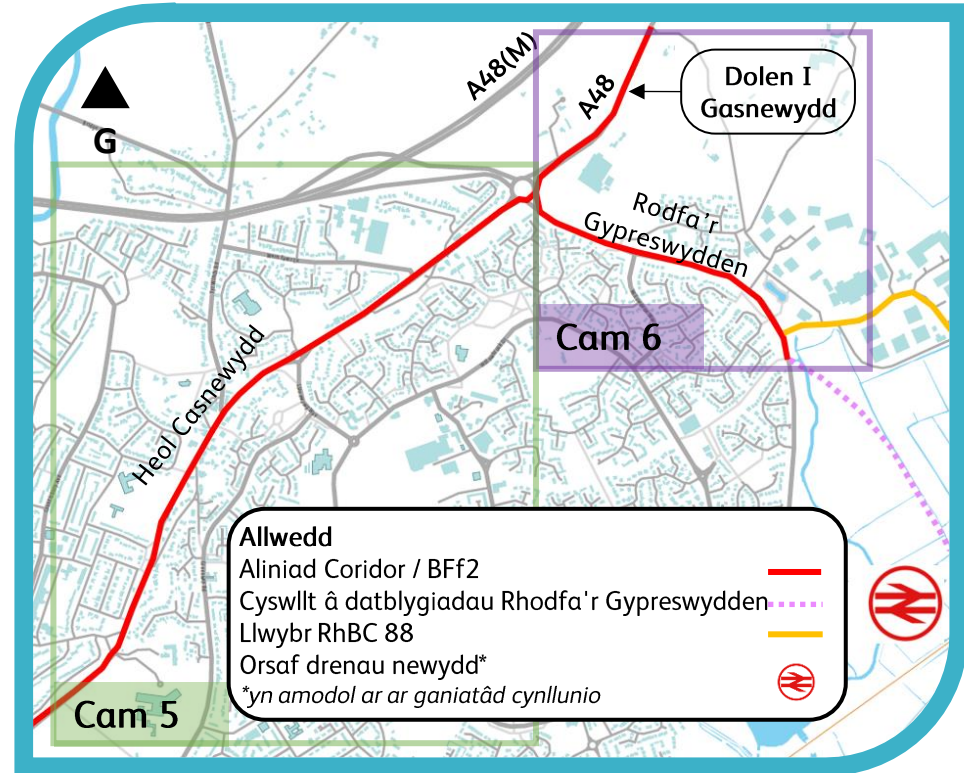 A48(M)
A48
Dolen I
Gasnewydd
G
Rodfa'r
Gypreswydden
Cam 6
Heol Casnewydd
Allwedd
Aliniad Coridor / BFf2
Cyswllt â datblygiadau Rhodfa'r Gypreswydden
Llwybr RhBC 88
Orsaf drenau newydd*
*yn amodol ar ar ganiatâd cynllunio
Cam 5